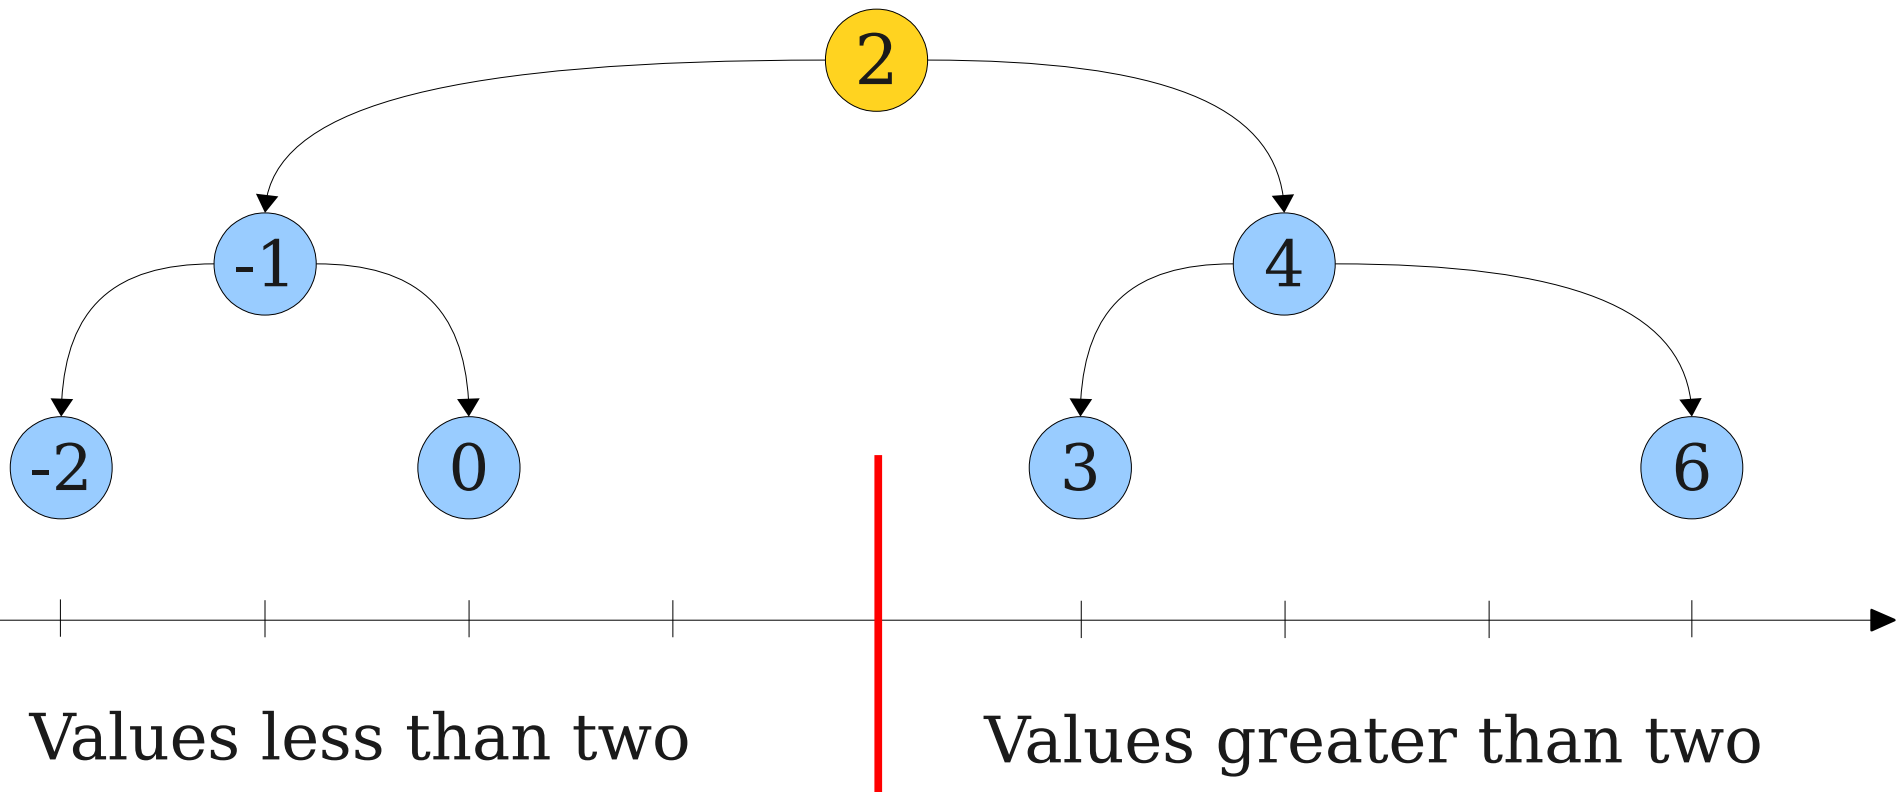 2
-1 4
-2 0 3 6
Values less than two
Values greater than two